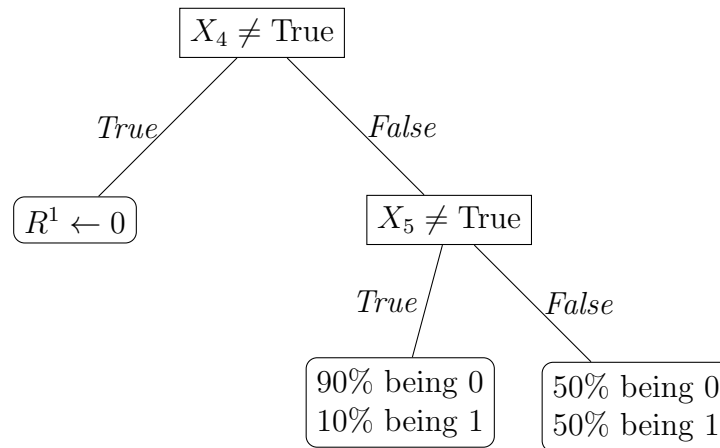 X₄ ≠ True
True
False
R¹ ← 0
X₅ ≠ True
True
False
90% being 0
10% being 1
50% being 0
50% being 1